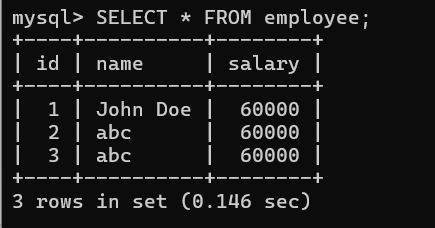 mysql> SELECT * FROM employee;
+----+----------+--------+
| id | name     | salary |
+----+----------+--------+
|  1 | John Doe |  60000 |
|  2 | abc      |  60000 |
|  3 | abc      |  60000 |
+----+----------+--------+
3 rows in set (0.146 sec)